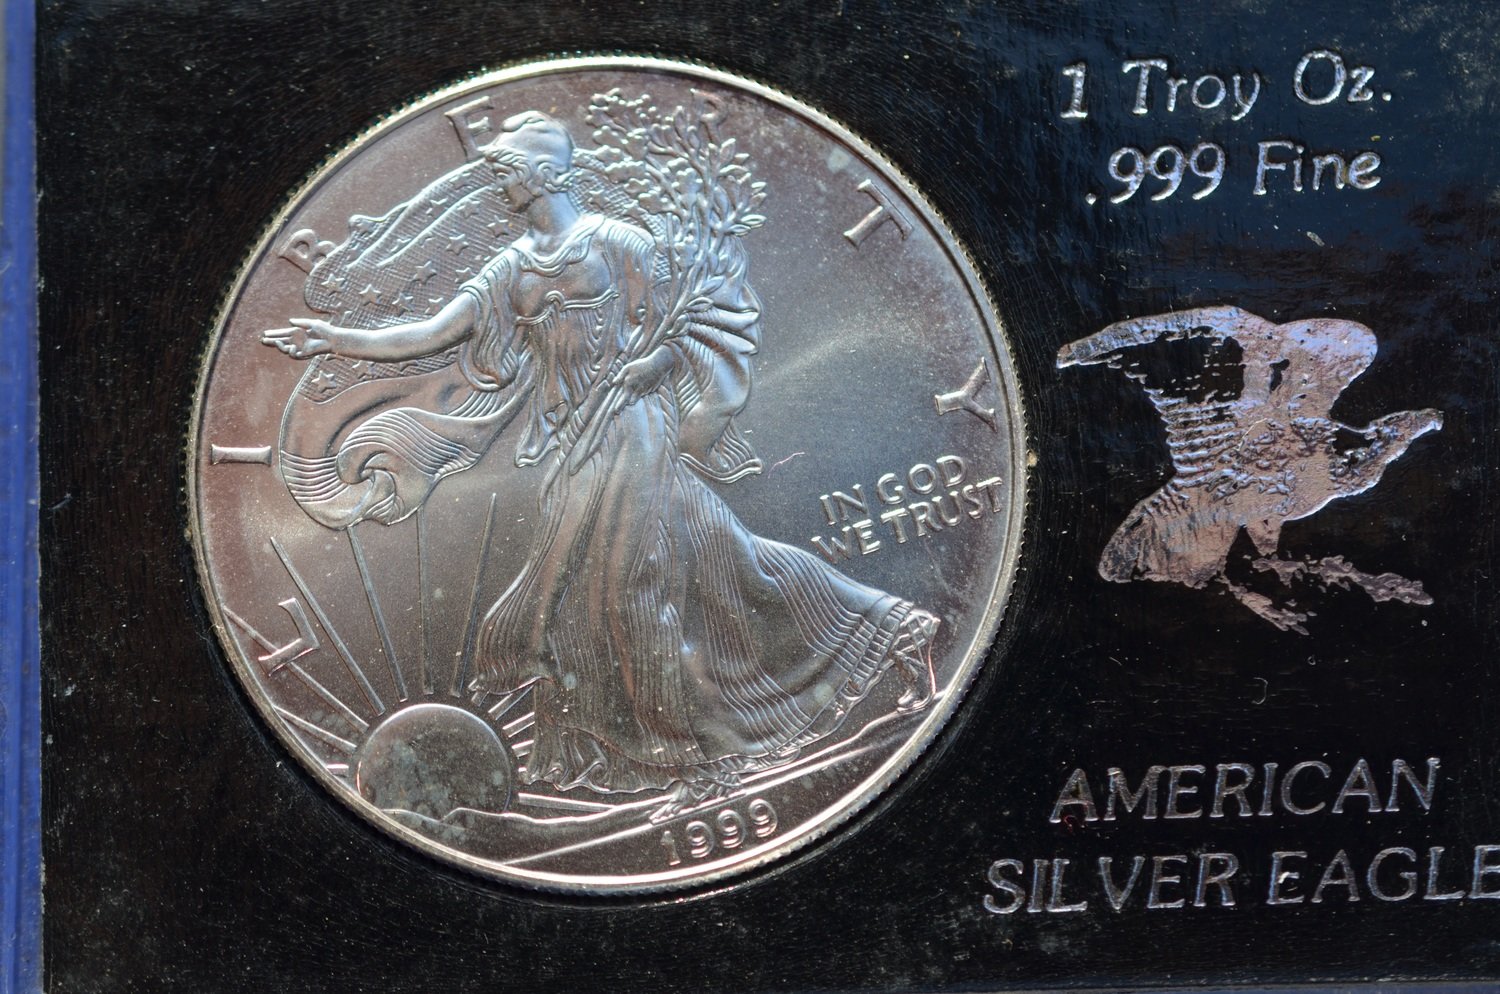 LIBERTY
IN GOD
WE TRUST
1999
1 Troy Oz.
.999 Fine
AMERICAN
SILVER EAGLE